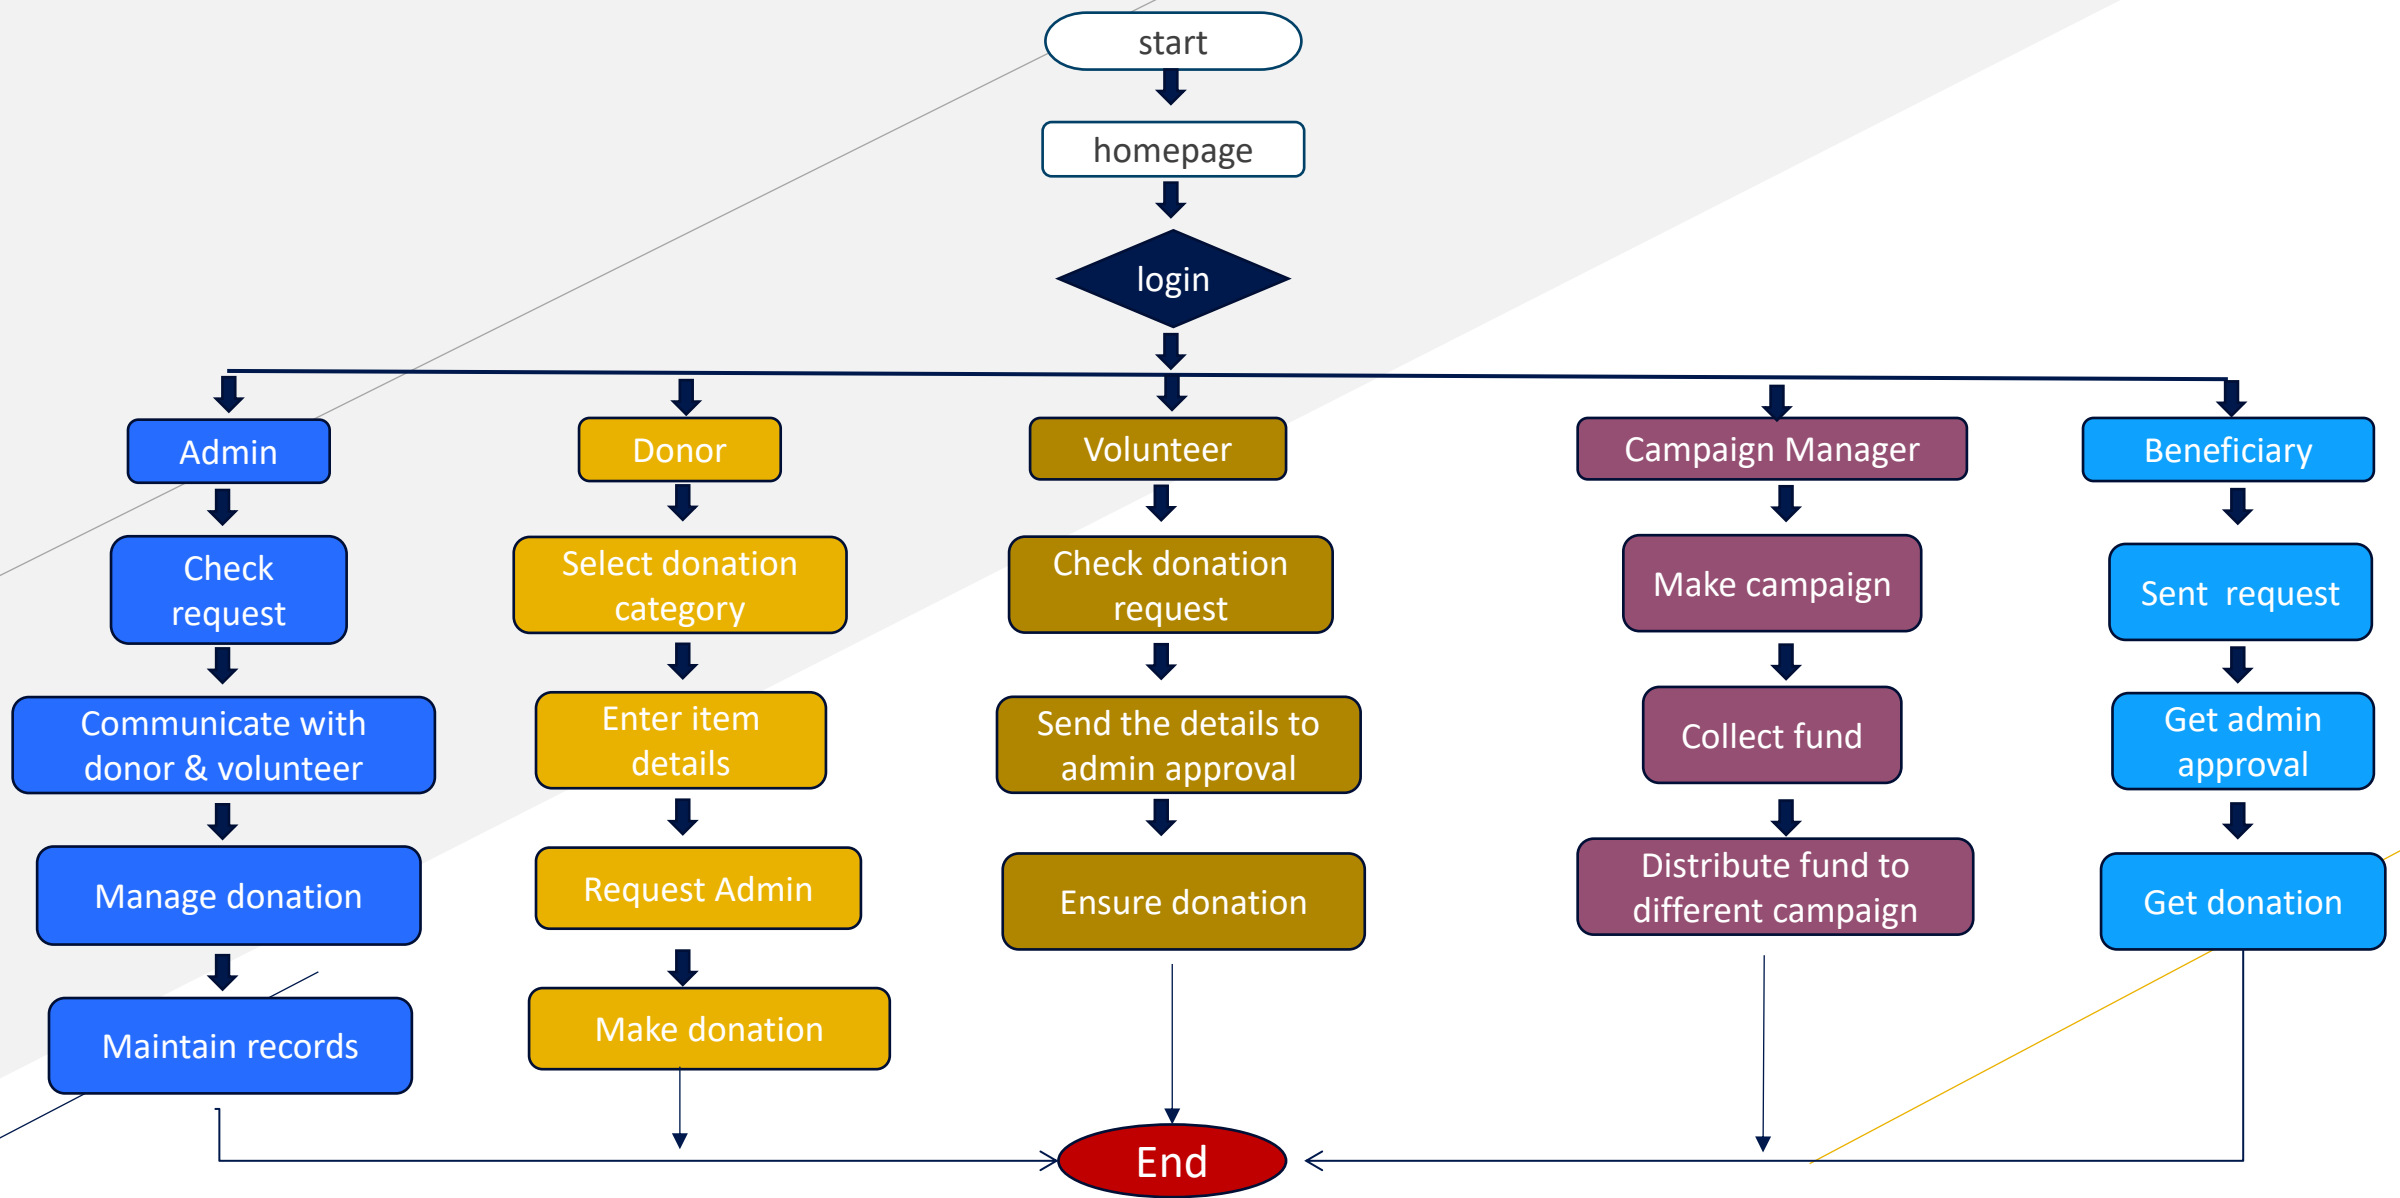 start
homepage
login
Admin
Donor
Volunteer
Campaign Manager
Beneficiary
Check
request
Select donation
category
Check donation
request
Make campaign
Sent  request
Communicate with
donor & volunteer
Enter item
details
Send the details to
admin approval
Collect fund
Get admin
approval
Manage donation
Request Admin
Ensure donation
Distribute fund to
different campaign
Get donation
Maintain records
Make donation
End